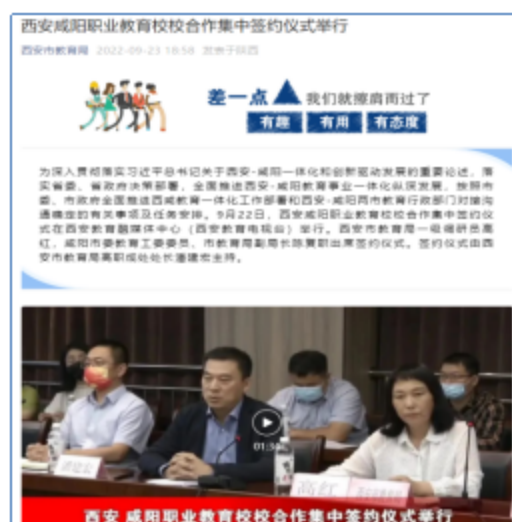 西安咸阳职业教育校校合作集中签约仪式举行
西安市教育局 2022-09-23 18:58 发表于陕西
差一点 我们就擦肩而过了
有趣 有用 有态度
为深入贯彻落实习近平总书记关于西安-咸阳一体化和创新驱动发展的重要论述，落
实省委、省政府决策部署，全面推进西安-咸阳教育事业一体化纵深发展，按照市
委、市政府全面推进西咸教育一体化工作部署和西安-咸阳两市教育行政部门对接沟
通确定的有关事项及任务安排。9月22日，西安咸阳职业教育校校合作集中签约仪
式在西安教育融媒体中心（西安教育电视台）举行。西安市教育局一级调研员高
红，咸阳市委教育工委委员，市教育局副局长陈冀职出席签约仪式。签约仪式由西
安市教育局高职成处处长潘建宏主持。
01:34
高红
西安 咸阳职业教育校校合作集中签约仪式举行